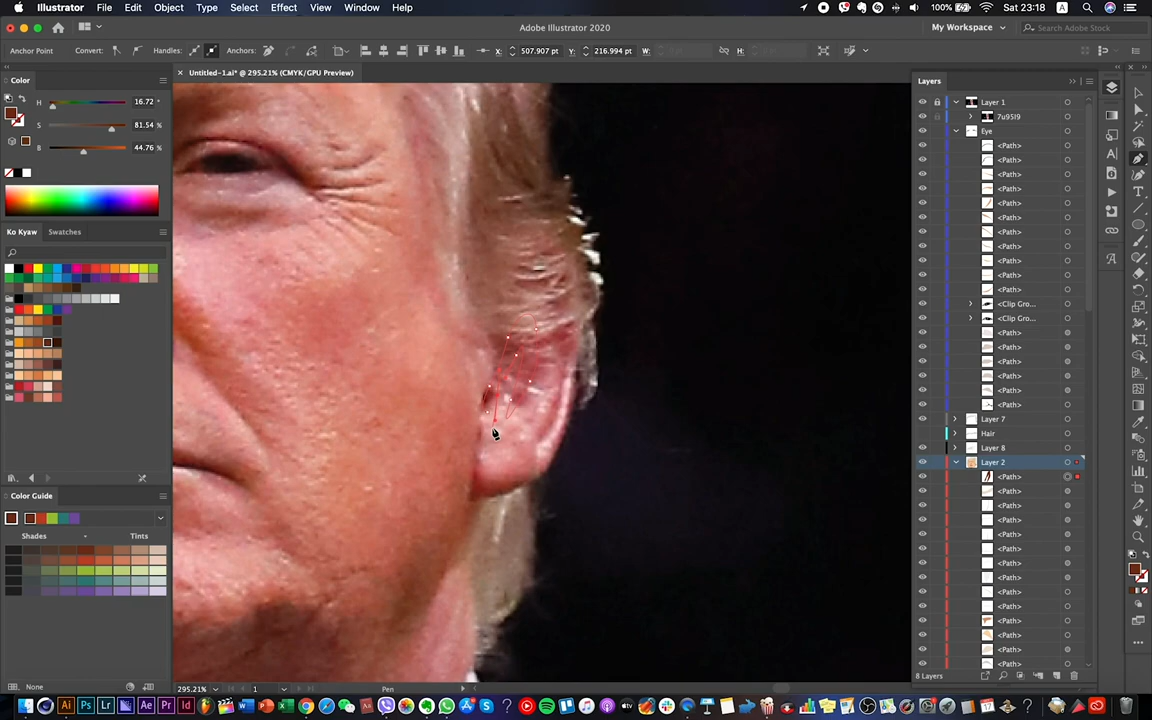 Illustrator File Edit Object Type Select Effect View Window Help 100% Sat 23:18
Adobe Illustrator 2020 My Workspace Search Adobe Stock
Anchor Point Convert: Handles: Anchors: X: 507.907 pt Y: 216.994 pt W: H:
Untitled-1.ai* @ 295.21% (CMYK/GPU Preview)
Color
H 16.72 °
S 81.54 %
B 44.76 %
Ko Kyaw Swatches
Color Guide
Shades Tints
None
295.21% 1 Pen
Layers
Layer 1
7u95l9
Eye
<Path>
<Path>
<Path>
<Path>
<Path>
<Path>
<Path>
<Path>
<Path>
<Path>
<Path>
<Clip Gro...
<Clip Gro...
<Path>
<Path>
<Path>
<Path>
<Path>
<Path>
Layer 7
Hair
Layer 8
Layer 2
<Path>
<Path>
<Path>
<Path>
<Path>
<Path>
<Path>
<Path>
<Path>
<Path>
<Path>
<Path>
<Path>
<Path>
8 Layers